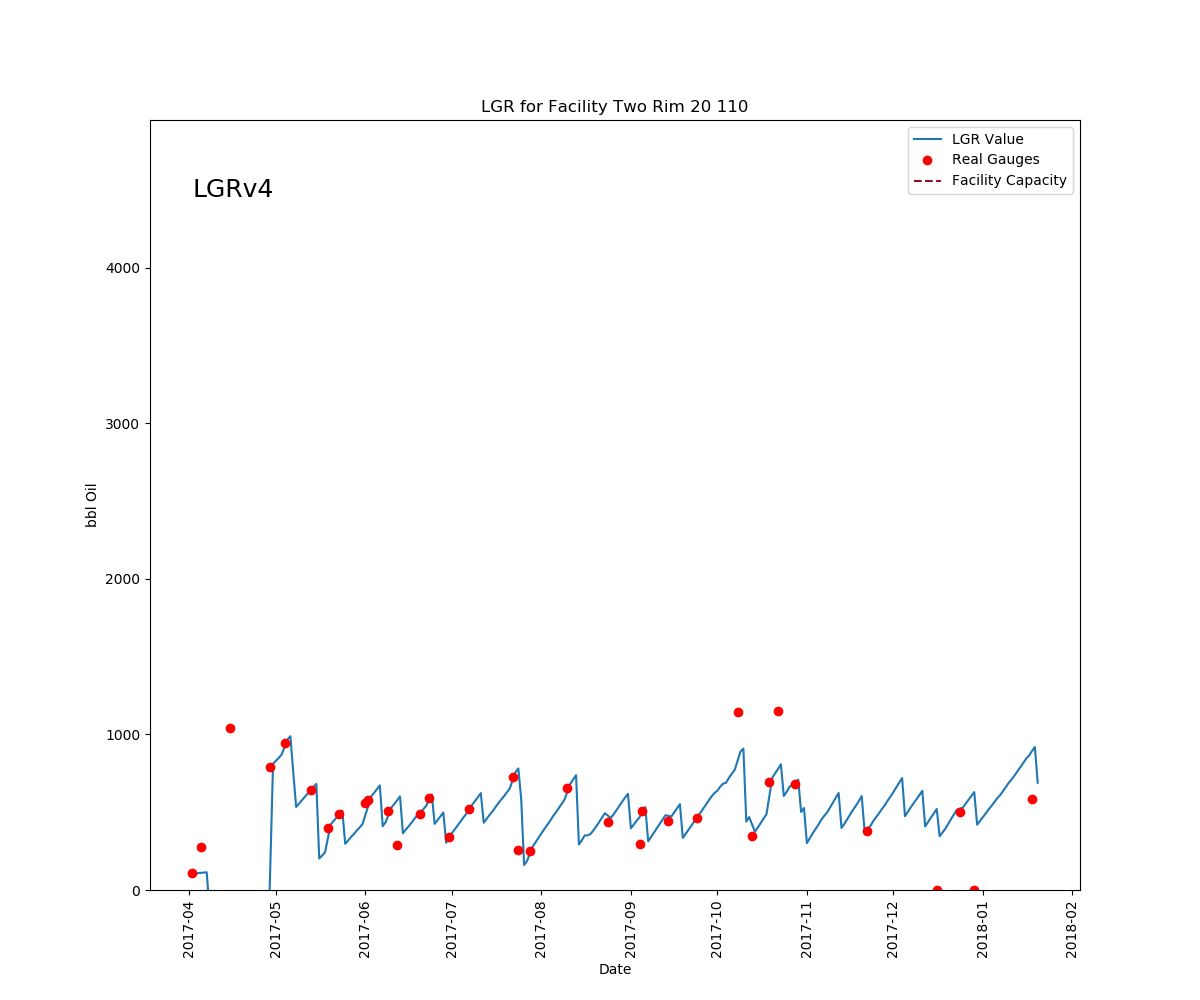 LGR for Facility Two Rim 20 110
LGR Value
Real Gauges
Facility Capacity
LGRv4
4000
3000
2000
1000
0
bbl Oil
2017-04
2017-05
2017-06
2017-07
2017-08
2017-09
2017-10
2017-11
2017-12
2018-01
2018-02
Date